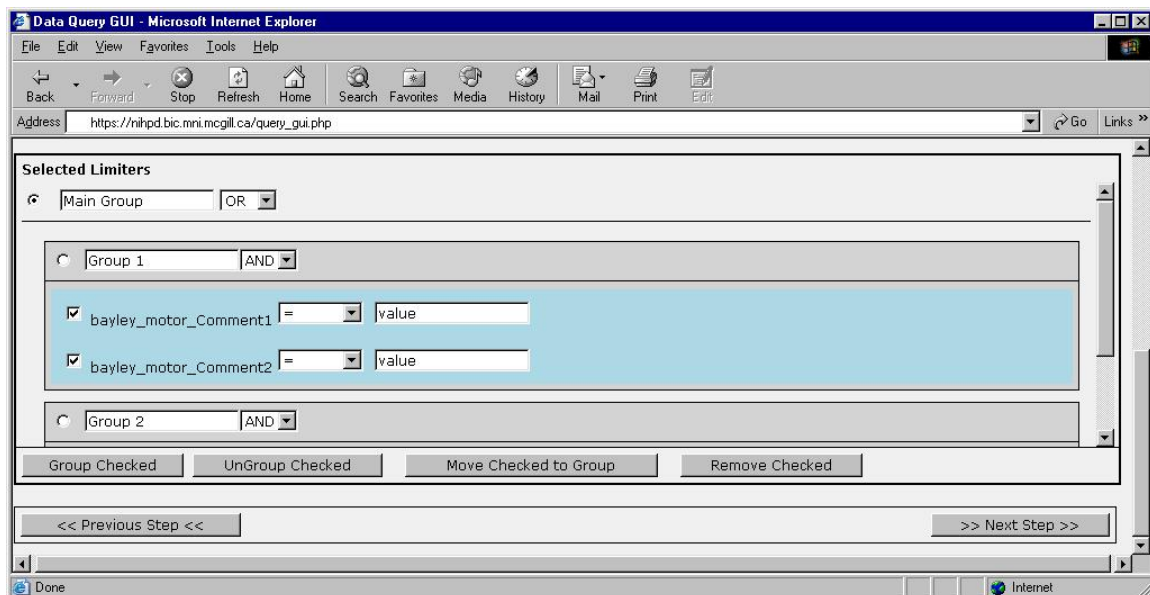 Data Query GUI - Microsoft Internet Explorer
File Edit View Favorites Tools Help
Back Forward Stop Refresh Home Search Favorites Media History Mail Print Edit
Address https://nihpd.bic.mni.mcgill.ca/query_gui.php Go Links »
Selected Limiters
Main Group OR
Group 1 AND
bayley_motor_Comment1 = value
bayley_motor_Comment2 = value
Group 2 AND
Group Checked UnGroup Checked Move Checked to Group Remove Checked
<< Previous Step << >> Next Step >>
Done Internet